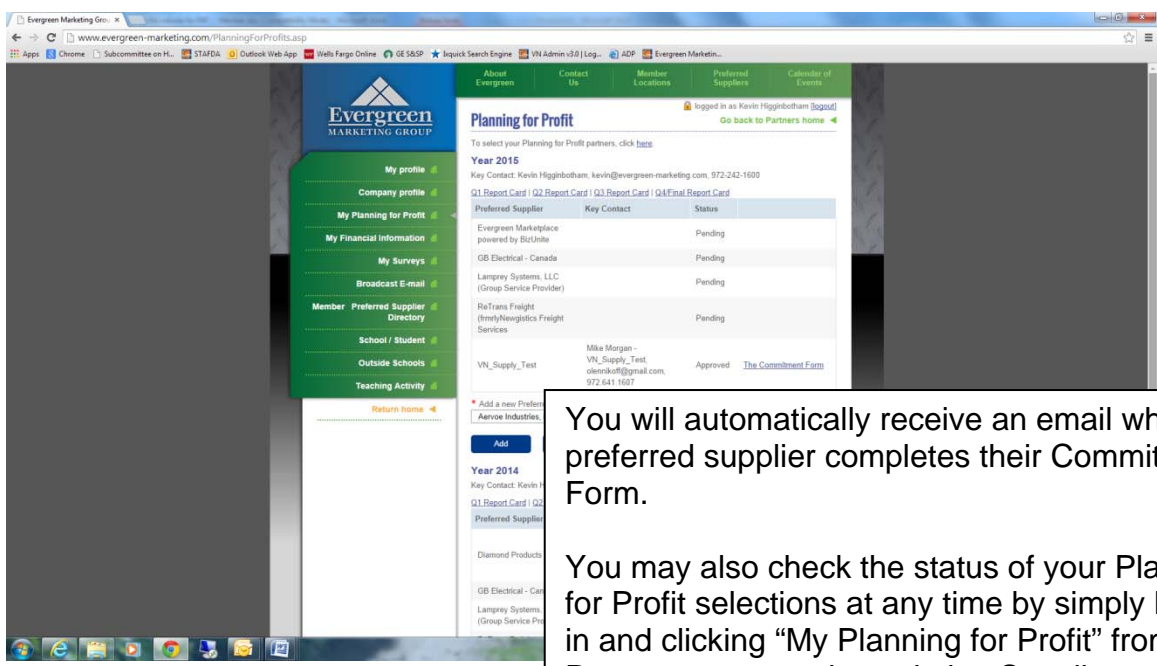 Evergreen Marketing Grou ×
www.evergreen-marketing.com/PlanningForProfits.asp
Apps Chrome Subcommittee on H... STAFDA Outlook Web App Wells Fargo Online GE S&SP Ixquick Search Engine VN Admin v3.0 | Log... ADP Evergreen Marketin...
About Evergreen
Contact Us
Member Locations
Preferred Suppliers
Calendar of Events
Evergreen
MARKETING GROUP
logged in as Kevin Higginbotham [logout]
Planning for Profit
Go back to Partners home
To select your Planning for Profit partners, click here
Year 2015
Key Contact: Kevin Higginbotham, kevin@evergreen-marketing.com, 972-242-1600
Q1 Report Card | Q2 Report Card | Q3 Report Card | Q4/Final Report Card
Preferred Supplier Key Contact Status
Evergreen Marketplace
powered by BizUnite
Pending
GB Electrical - Canada Pending
Lamprey Systems, LLC
(Group Service Provider)
Pending
ReTrans Freight
(frmrlyNewgistics Freight
Services
Pending
VN_Supply_Test
Mike Morgan -
VN_Supply_Test,
olennikoff@gmail.com,
972.641.1607
Approved The Commitment Form
* Add a new Prefer
Aervoe Industries,
Add
Year 2014
Key Contact: Kevin H
Q1 Report Card | Q2
Preferred Supplier
Diamond Products
GB Electrical - Can
Lamprey Systems,
(Group Service Pro
My profile
Company profile
My Planning for Profit
My Financial Information
My Surveys
Broadcast E-mail
Member Preferred Supplier
Directory
School / Student
Outside Schools
Teaching Activity
Return home
You will automatically receive an email wh
preferred supplier completes their Commit
Form.
You may also check the status of your Pla
for Profit selections at any time by simply
in and clicking “My Planning for Profit” fro